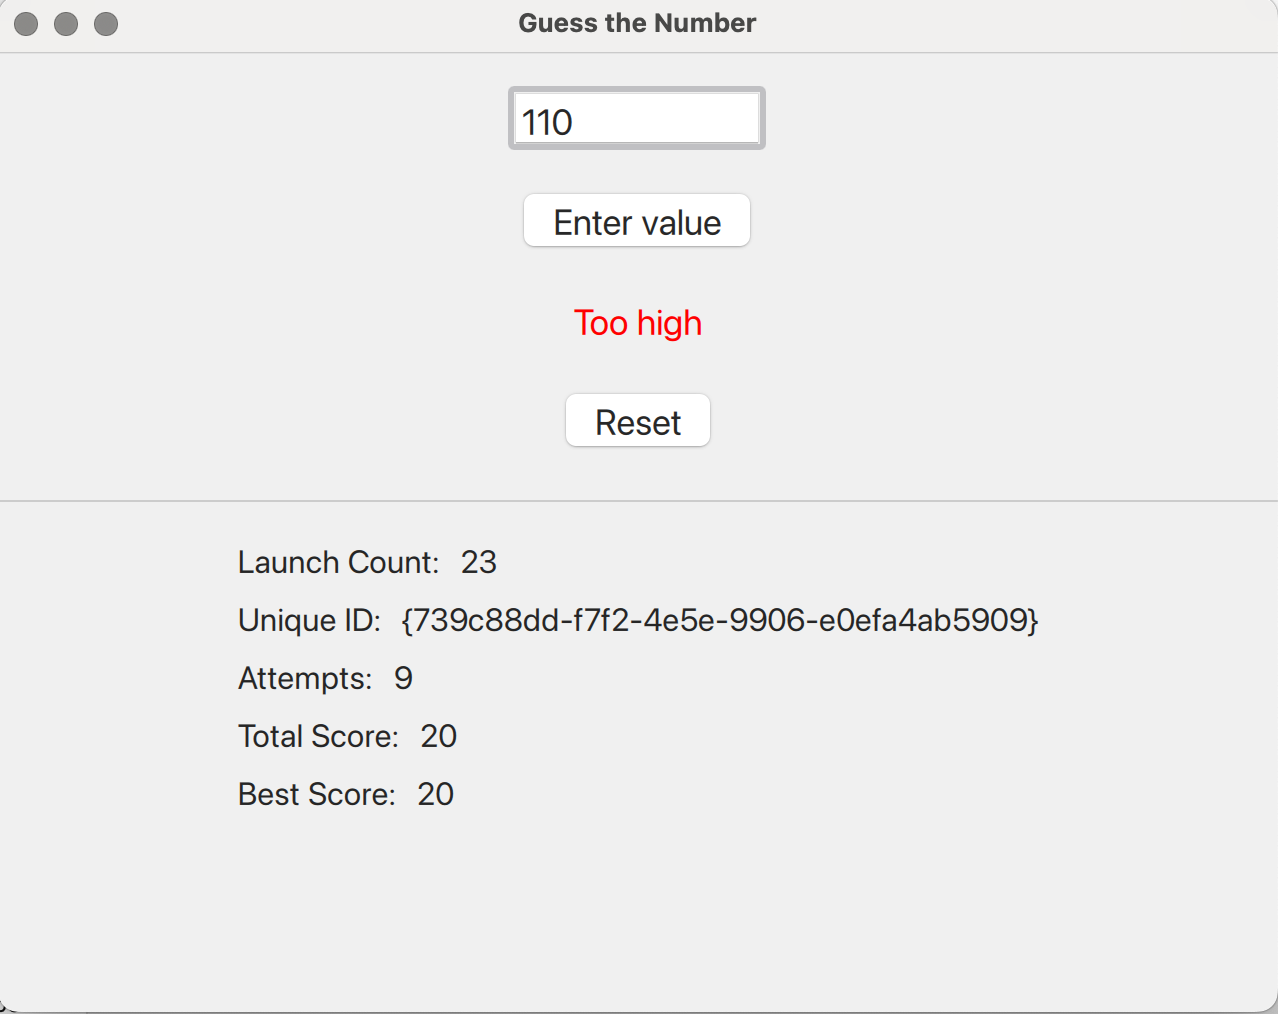 Guess the Number
110
Enter value
Too high
Reset
Launch Count: 23
Unique ID: {739c88dd-f7f2-4e5e-9906-e0efa4ab5909}
Attempts: 9
Total Score: 20
Best Score: 20